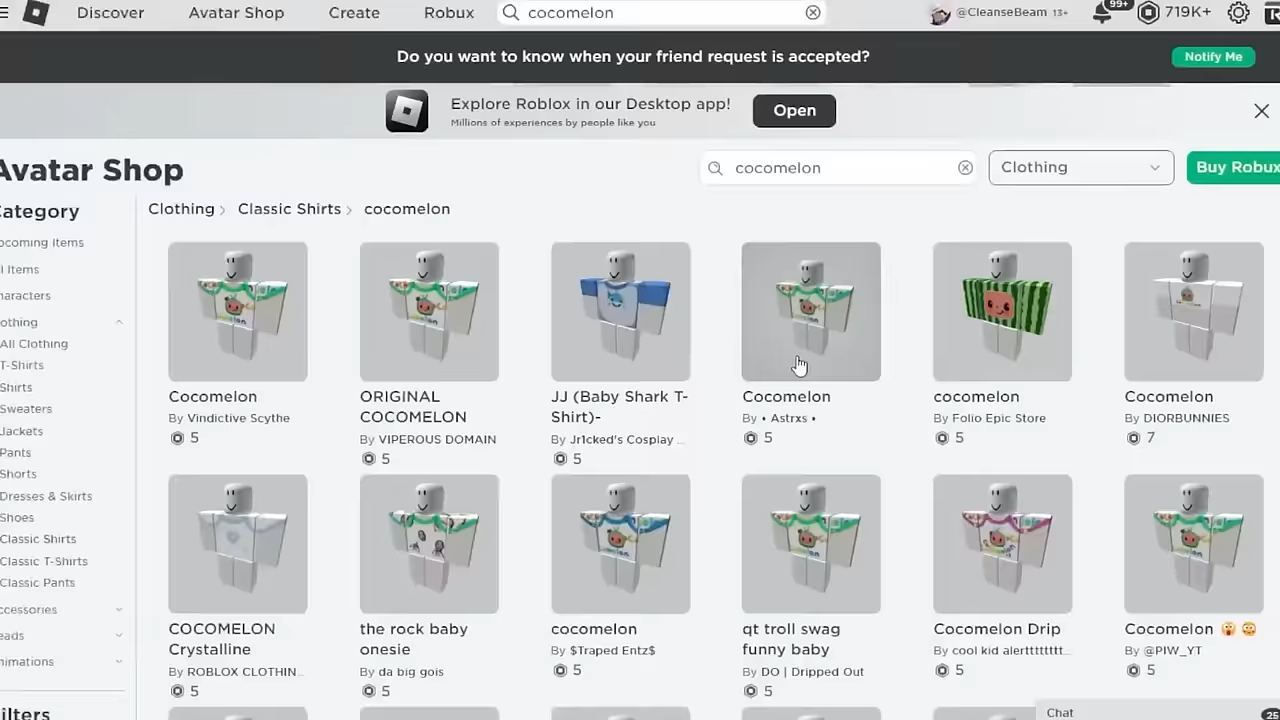 Discover Avatar Shop Create Robux cocomelon @CleanseBeam 13+ 99+ 719K+
Do you want to know when your friend request is accepted? Notify Me
Explore Roblox in our Desktop app! Open
Millions of experiences by people like you
Avatar Shop cocomelon Clothing Buy Robux
ategory
Clothing > Classic Shirts > cocomelon
pcoming Items
l Items
haracters
othing
All Clothing
T-Shirts
Shirts
Sweaters
Jackets
Pants
Shorts
Dresses & Skirts
Shoes
Classic Shirts
Classic T-Shirts
Classic Pants
ccessories
eads
nimations
ilters
Cocomelon
By Vindictive Scythe
5
ORIGINAL
COCOMELON
By VIPEROUS DOMAIN
5
JJ (Baby Shark T-
Shirt)-
By Jr1cked's Cosplay ...
5
Cocomelon
By • Astrxs •
5
cocomelon
By Folio Epic Store
5
Cocomelon
By DIORBUNNIES
7
COCOMELON
Crystalline
By ROBLOX CLOTHIN...
5
the rock baby
onesie
By da big gois
5
cocomelon
By $Traped Entz$
5
qt troll swag
funny baby
By DO | Dripped Out
5
Cocomelon Drip
By cool kid alertttttttt...
5
Cocomelon 😱 😳
By @PIW_YT
5
Chat 25